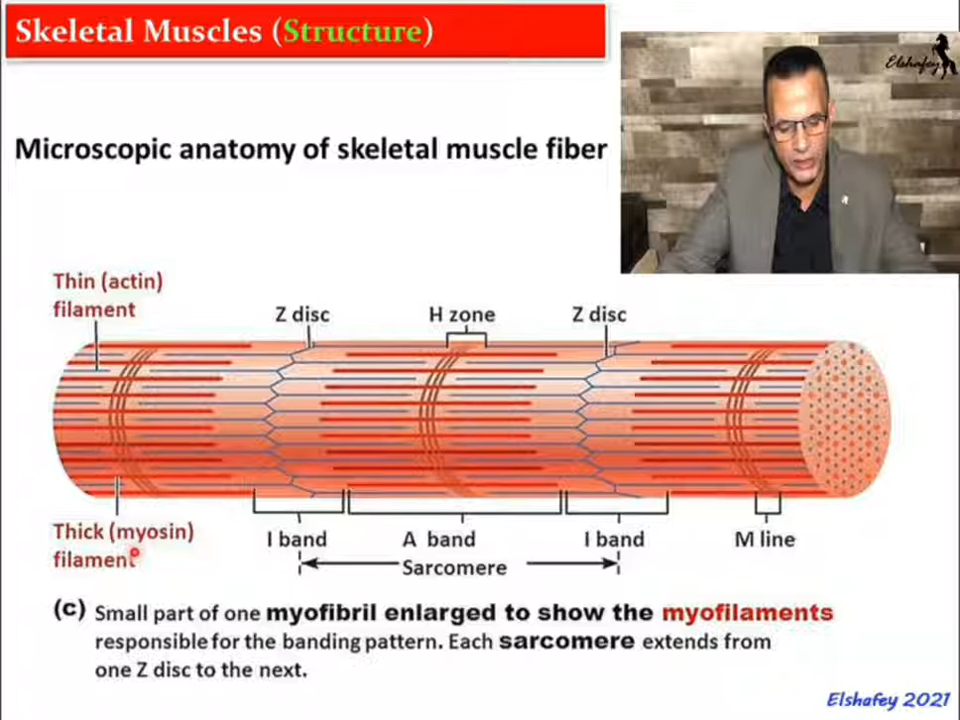 Skeletal Muscles (Structure)
Elshafey
Microscopic anatomy of skeletal muscle fiber
Thin (actin)
filament
Z disc
H zone
Z disc
Thick (myosin)
filament
I band
A band
I band
M line
Sarcomere
(c) Small part of one myofibril enlarged to show the myofilaments
responsible for the banding pattern. Each sarcomere extends from
one Z disc to the next.
Elshafey 2021